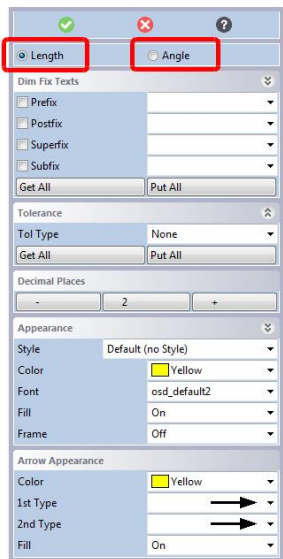 ?
Length Angle
Dim Fix Texts
Prefix
Postfix
Superfix
Subfix
Get All Put All
Tolerance
Tol Type None
Get All Put All
Decimal Places
- 2 +
Appearance
Style Default (no Style)
Color Yellow
Font osd_default2
Fill On
Frame Off
Arrow Appearance
Color Yellow
1st Type
2nd Type
Fill On